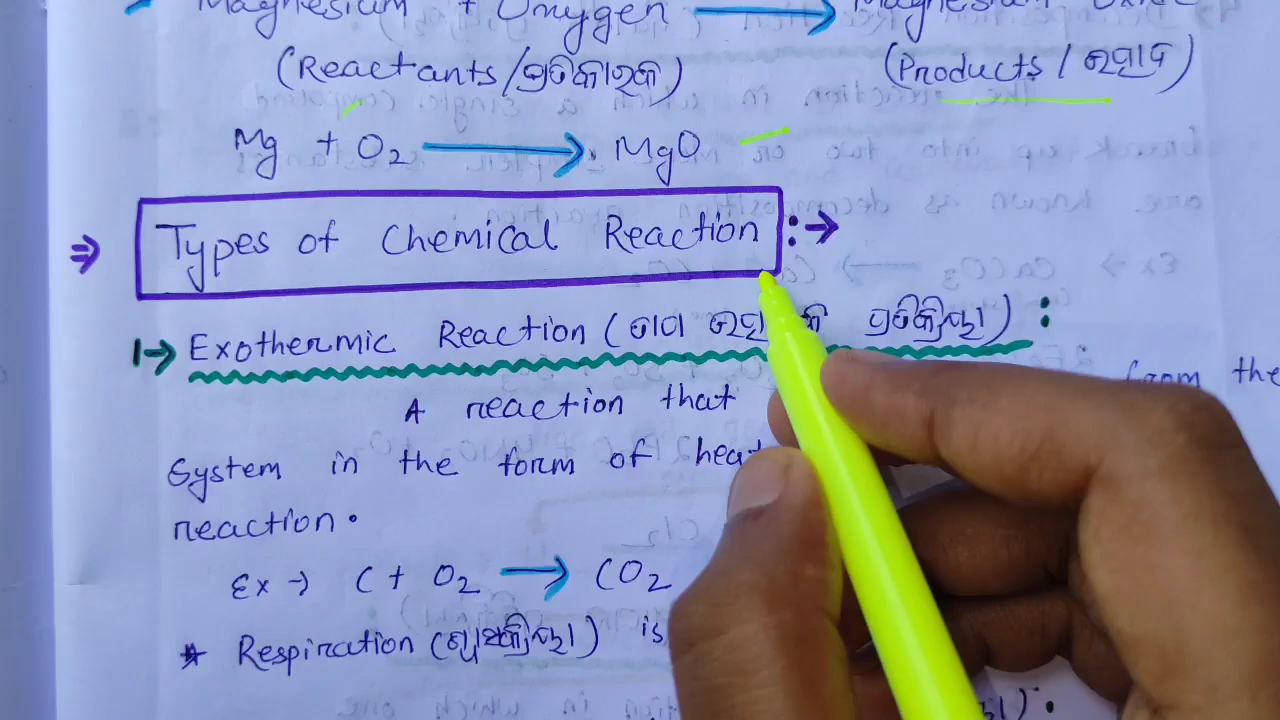 Magnesium + Oxygen → Magnesium Oxide
(Reactants/ପ୍ରତିକାରକ) (Products/ଉତ୍ପାଦ)
Mg + O₂ → MgO
⇒ Types of Chemical Reaction :→
1→ Exothermic Reaction (ତାପ ପ୍ରତିକ୍ରିୟା) :
A reaction that from the
System in the form of heat
reaction.
Ex → C + O₂ → CO₂
* Respiration (ଶ୍ୱାସକ୍ରିୟା) is